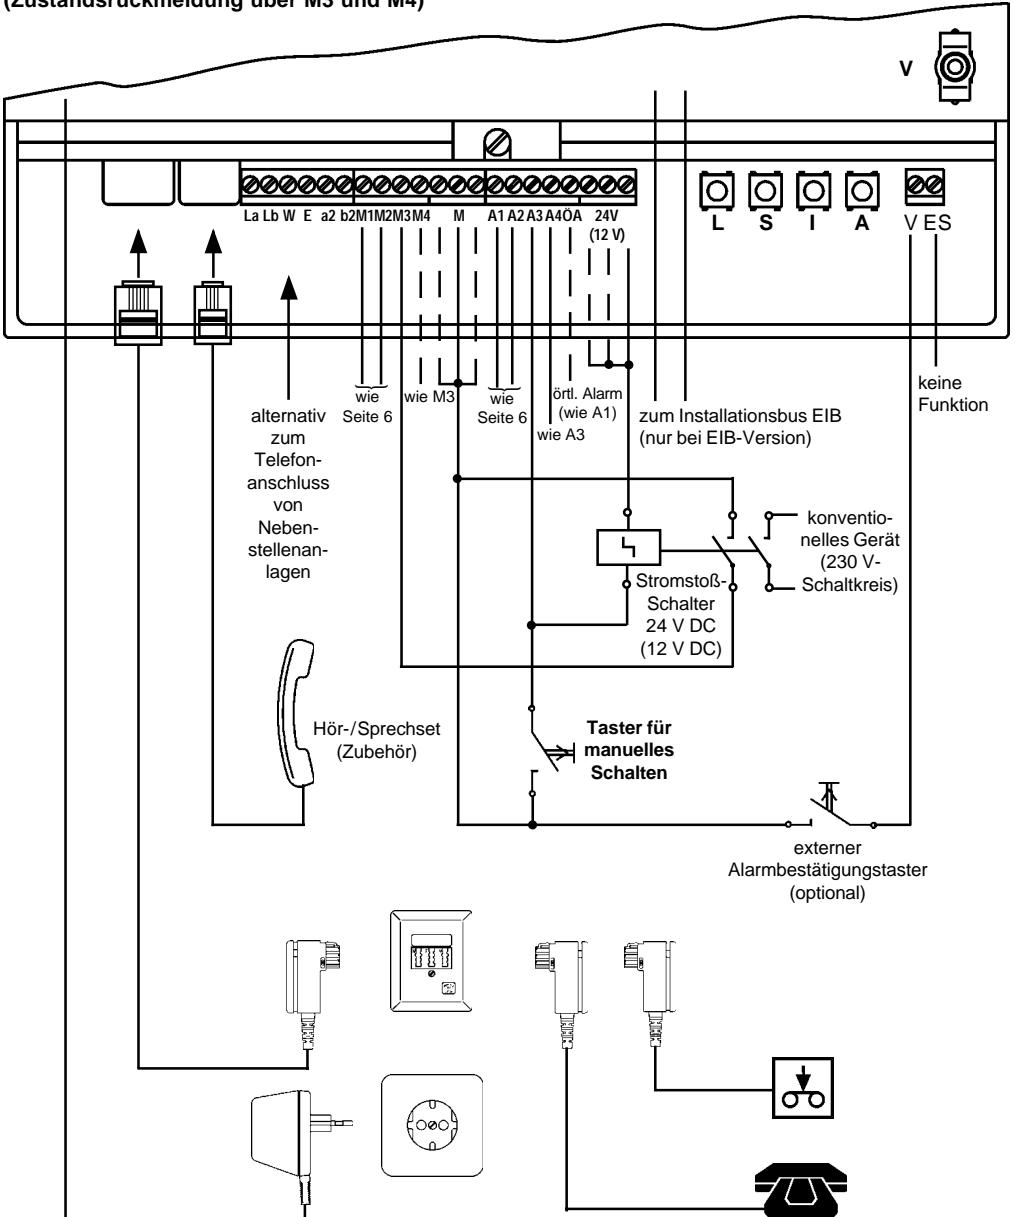 (Zustandsrückmeldung über M3 und M4)
V
La Lb W E a2 b2 M1 M2 M3 M4 M A1 A2 A3 A4 ÖA 24V
(12 V)
L S I A V ES
wie
Seite 6
wie M3
wie
Seite 6
wie A3
örtl. Alarm
(wie A1)
zum Installationsbus EIB
(nur bei EIB-Version)
keine
Funktion
alternativ
zum
Telefon-
anschluss
von
Neben-
stellenan-
lagen
konventio-
nelles Gerät
(230 V-
Schaltkreis)
Stromstoß-
Schalter
24 V DC
(12 V DC)
Hör-/Sprechset
(Zubehör)
Taster für
manuelles
Schalten
externer
Alarmbestätigungstaster
(optional)